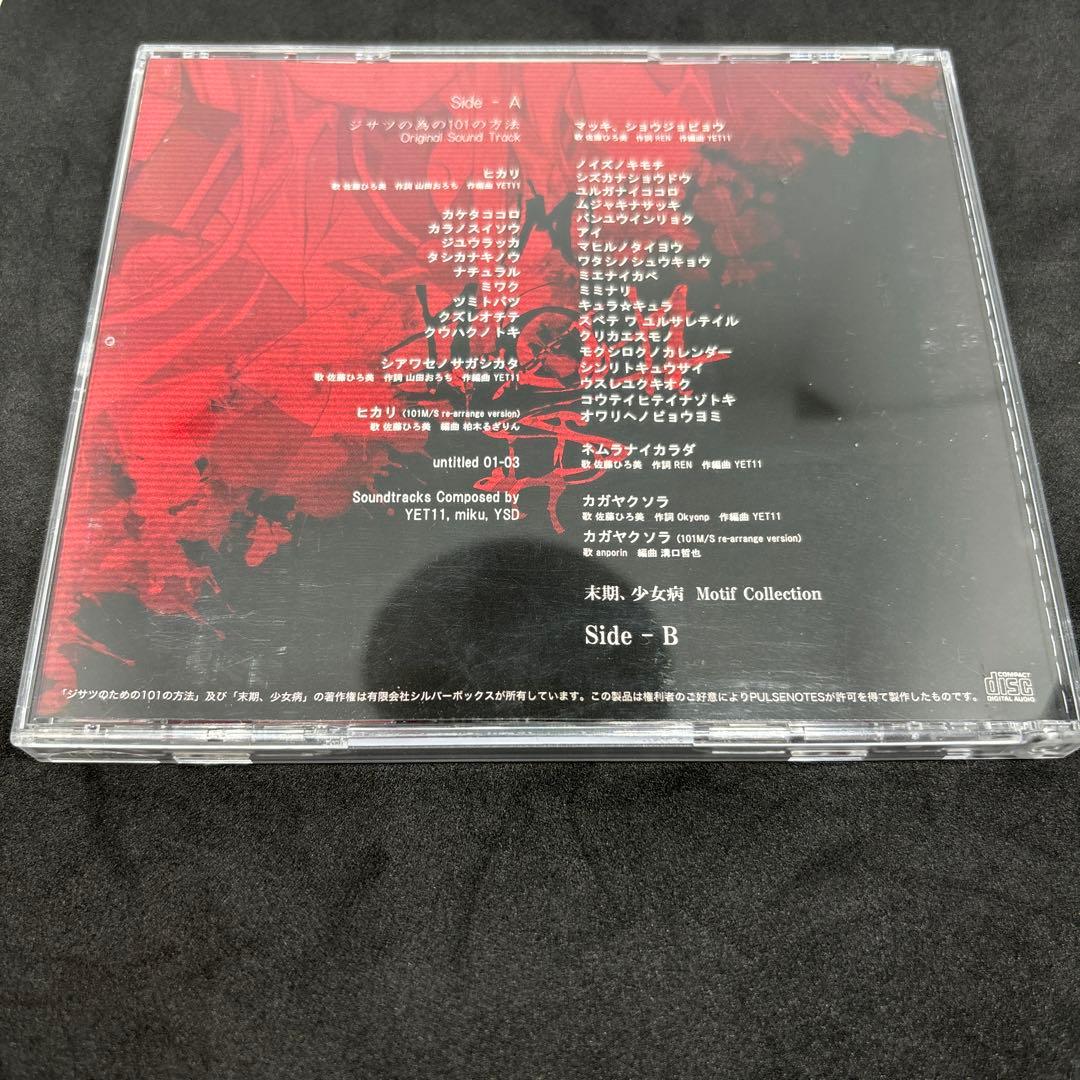 Side - A
ジサツの為の101の方法
Original Sound Track
ヒカリ
歌 佐藤ひろ美 作詞 山田おろち 作編曲 YET11
カケタココロ
カラノスイソウ
ジユウラッカ
タシカナキノウ
ナチュラル
ミワク
ツミトバツ
クズレオチテ
クウハクノトキ
シアワセノサガシカタ
歌 佐藤ひろ美 作詞 山田おろち 作編曲 YET11
ヒカリ (101M/S re-arrange version)
歌 佐藤ひろ美 編曲 柏木るざりん
untitled 01-03
Soundtracks Composed by
YET11, miku, YSD
マッキ、ショウジョビョウ
歌 佐藤ひろ美 作詞 REN 作編曲 YET11
ノイズノキモチ
シズカナショウドウ
ユルガナイココロ
ムジャキナサッキ
バンユウインリョク
アイ
マヒルノタイヨウ
ワタシノシュウキョウ
ミエナイカベ
ミミナリ
キュラ☆キュラ
スベテ ワ ユルサレテイル
クリカエスモノ
モクシロクノカレンダー
シンリトキュウサイ
ウスレユクキオク
コウテイヒテイナゾトキ
オワリヘノビョウヨミ
ネムラナイカラダ
歌 佐藤ひろ美 作詞 REN 作編曲 YET11
カガヤクソラ
歌 佐藤ひろ美 作詞 Okyonp 作編曲 YET11
カガヤクソラ (101M/S re-arrange version)
歌 anporin 編曲 溝口哲也
末期、少女病 Motif Collection
Side - B
「ジサツのための101の方法」及び「末期、少女病」の著作権は有限会社シルバーボックスが所有しています。この製品は権利者のご好意によりPULSENOTESが許可を得て製作したものです。
COMPACT
disc
DIGITAL AUDIO